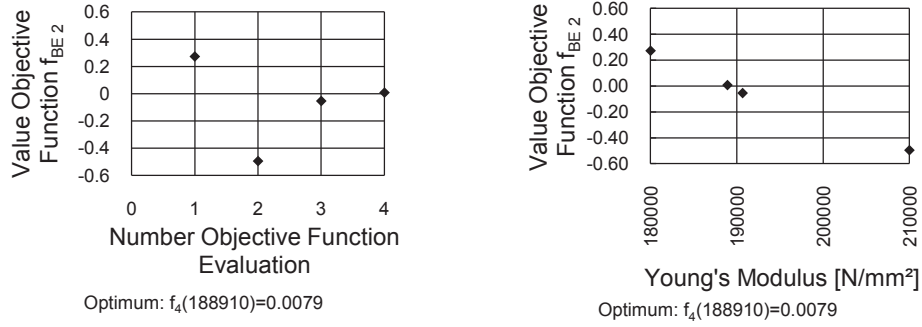 Value Objective
Function f_BE 2
0.6
0.4
0.2
0
-0.2
-0.4
-0.6
0 1 2 3 4
Number Objective Function
Evaluation
Optimum: f₄(188910)=0.0079
Value Objective
Function f_BE 2
0.60
0.40
0.20
0.00
-0.20
-0.40
-0.60
180000
190000
200000
210000
Young's Modulus [N/mm²]
Optimum: f₄(188910)=0.0079